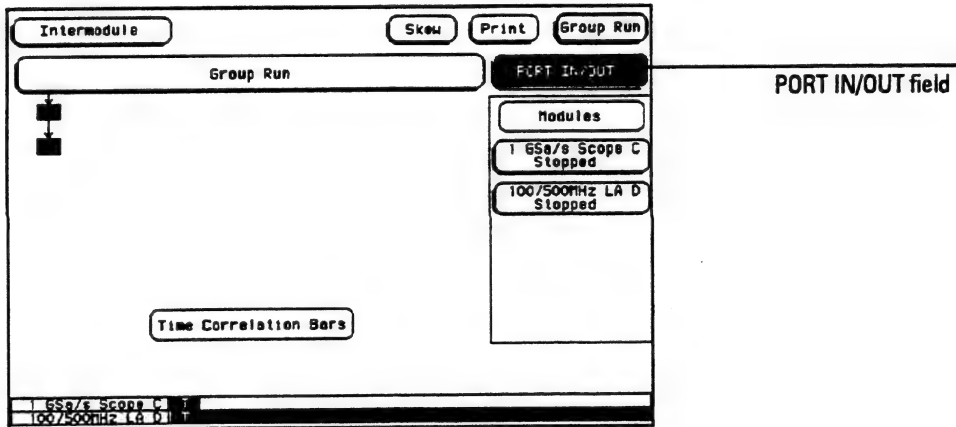 Intermodule
Skew
Print
Group Run
Group Run
PORT IN/OUT
PORT IN/OUT field
Modules
1 GSa/s Scope C
Stopped
100/500MHz LA D
Stopped
Time Correlation Bars
1 GSa/s Scope C
100/500MHz LA D